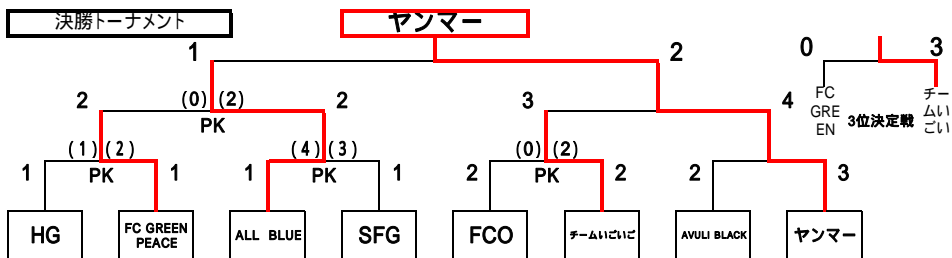 決勝トーナメント
ヤンマー
1 2
0 3
2 (0) (2) 2
PK
3 4
FC GREEN
3位決定戦
チームいごい
(1) (2)
PK
(4) (3)
PK
(0) (2)
PK
1 1 1 1 2 2 2 3
HG
FC GREEN
PEACE
ALL BLUE
SFG
FCO
チームいごいご
AVULI BLACK
ヤンマー